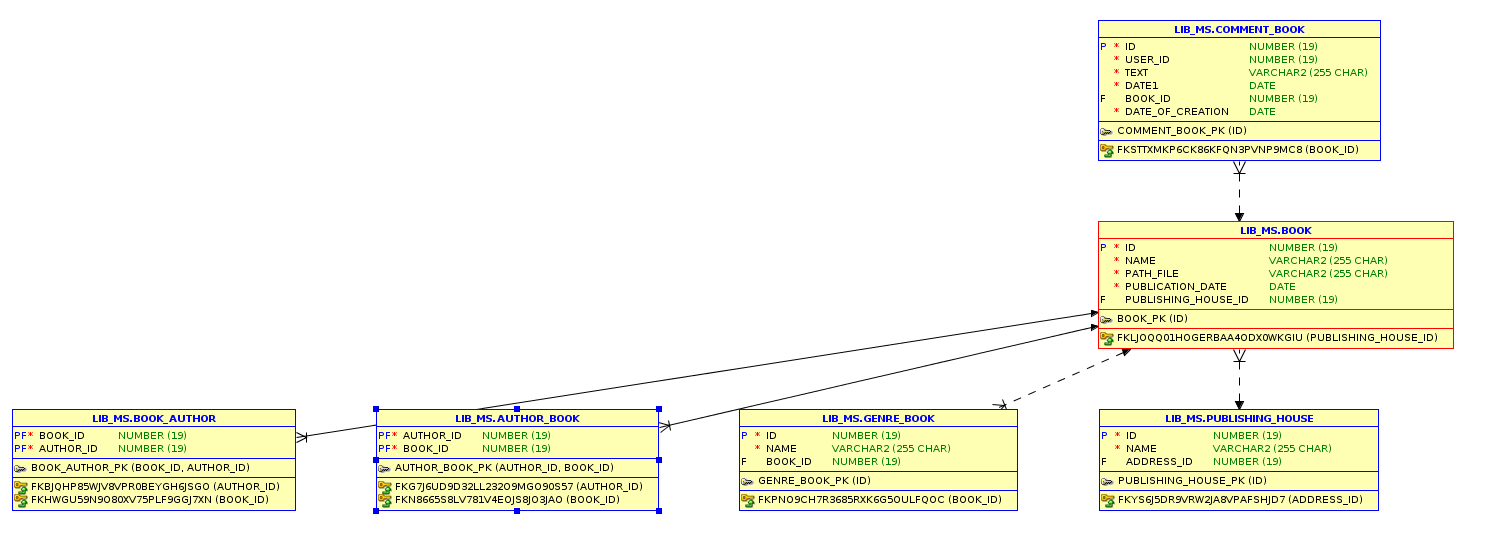 LIB_MS.COMMENT_BOOK
P * ID NUMBER (19)
* USER_ID NUMBER (19)
* TEXT VARCHAR2 (255 CHAR)
* DATE1 DATE
F BOOK_ID NUMBER (19)
* DATE_OF_CREATION DATE
COMMENT_BOOK_PK (ID)
FKSTTXMKP6CK86KFQN3PVNP9MC8 (BOOK_ID)
LIB_MS.BOOK
P * ID NUMBER (19)
* NAME VARCHAR2 (255 CHAR)
* PATH_FILE VARCHAR2 (255 CHAR)
* PUBLICATION_DATE DATE
F PUBLISHING_HOUSE_ID NUMBER (19)
BOOK_PK (ID)
FKLJOQQ01HOGERBAA4ODX0WKGIU (PUBLISHING_HOUSE_ID)
LIB_MS.BOOK_AUTHOR
PF* BOOK_ID NUMBER (19)
PF* AUTHOR_ID NUMBER (19)
BOOK_AUTHOR_PK (BOOK_ID, AUTHOR_ID)
FKBJQHP85WJV8VPR0BEYGH6JSGO (AUTHOR_ID)
FKHWGU59N9O80XV75PLF9GGJ7XN (BOOK_ID)
LIB_MS.AUTHOR_BOOK
PF* AUTHOR_ID NUMBER (19)
PF* BOOK_ID NUMBER (19)
AUTHOR_BOOK_PK (AUTHOR_ID, BOOK_ID)
FKG7J6UD9D32LL232O9MGO90S57 (AUTHOR_ID)
FKN8665S8LV781V4EOJS8JO3JAO (BOOK_ID)
LIB_MS.GENRE_BOOK
P * ID NUMBER (19)
* NAME VARCHAR2 (255 CHAR)
F BOOK_ID NUMBER (19)
GENRE_BOOK_PK (ID)
FKPNO9CH7R3685RXK6G5OULFQOC (BOOK_ID)
LIB_MS.PUBLISHING_HOUSE
P * ID NUMBER (19)
* NAME VARCHAR2 (255 CHAR)
F ADDRESS_ID NUMBER (19)
PUBLISHING_HOUSE_PK (ID)
FKYS6J5DR9VRW2JA8VPAFSHJD7 (ADDRESS_ID)